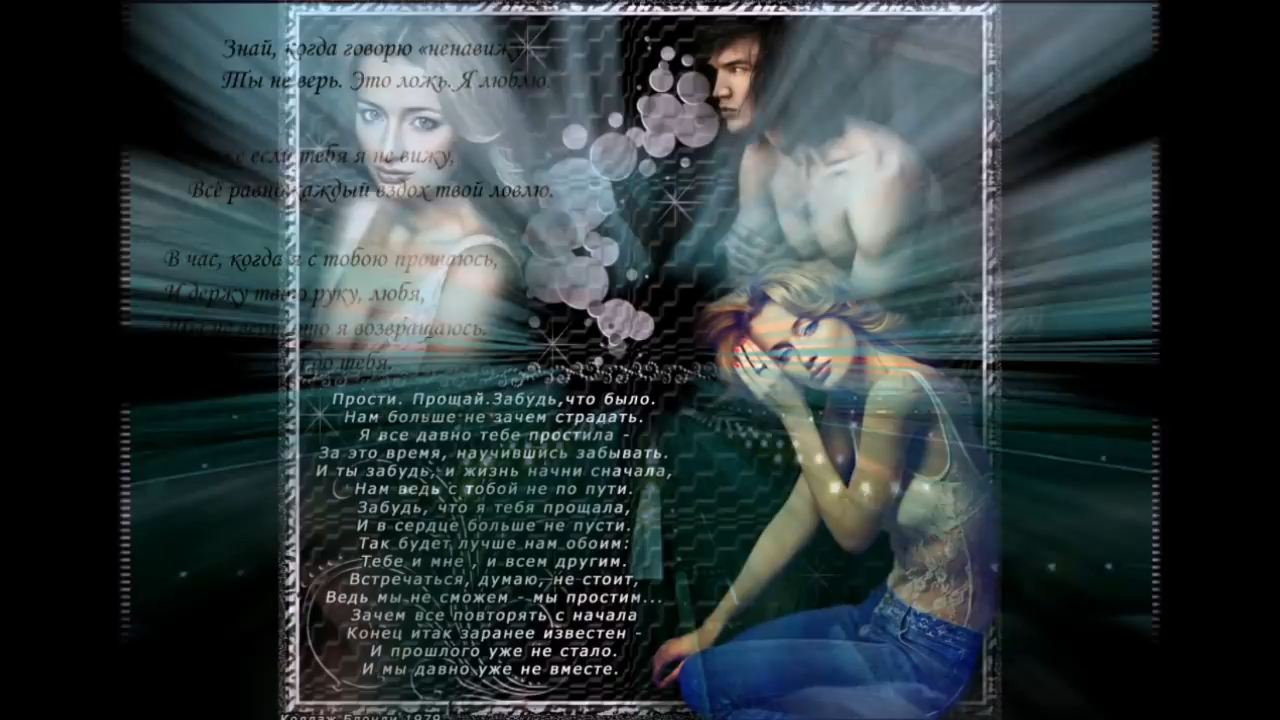 Знай, когда говорю «ненавижу
Ты не верь. Это ложь. Я люблю.
если тебя я не вижу,
Всё равно каждый вздох твой ловлю.
В час, когда я с тобою прощаюсь,
И держу твою руку, любя,
что я возвращаюсь.
до тебя.
Прости. Прощай.Забудь,что было.
Нам больше не зачем страдать.
Я все давно тебе простила -
За это время, научившись забывать.
И ты забудь, и жизнь начни сначала,
Нам ведь с тобой не по пути.
Забудь, что я тебя прощала,
И в сердце больше не пусти.
Так будет лучше нам обоим:
Тебе и мне , и всем другим.
Встречаться, думаю, не стоит,
Ведь мы не сможем - мы простим...
Зачем все повторять с начала
Конец итак заранее известен -
И прошлого уже не стало.
И мы давно уже не вместе.
Коллаж Блонди 1979